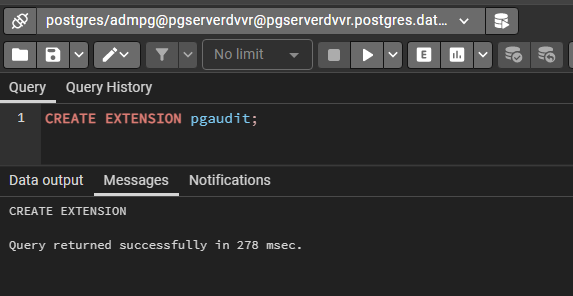 postgres/admpg@pgserverdvvr@pgserverdvvr.postgres.dat...
No limit
E
Query Query History
1 CREATE EXTENSION pgaudit;
Data output Messages Notifications
CREATE EXTENSION
Query returned successfully in 278 msec.